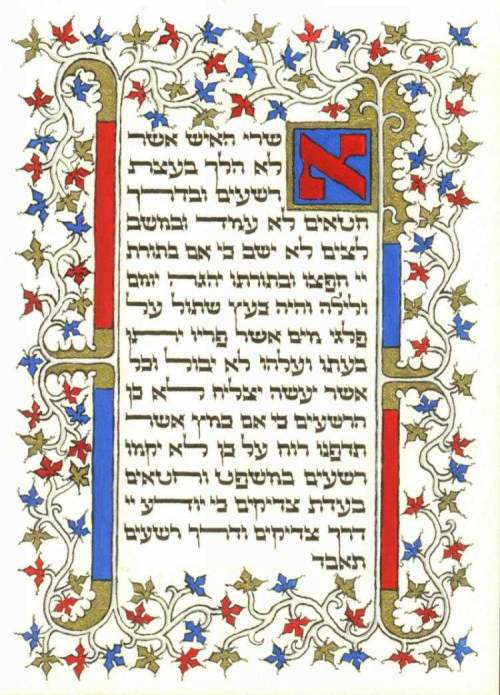 אשרי האיש אשר
לא הלך בעצת
רשעים ובדרך
חטאים לא עמד ובמשב
לצים לא ישב כי אם בתורת
יי חפצו ובתורתו יהגה יומם
ולילה והיה כעץ שתול על
פלגי מים אשר פריו יתן
בעתו ועלהו לא יבול וכל
אשר יעשה יצליח לא כן
הרשעים כי אם כמץ אשר
תדפנו רוח על כן לא יקמו
רשעים במשפט וחטאים
בעדת צדיקים כי יודע יי
דרך צדיקים ודרך רשעים
תאבד